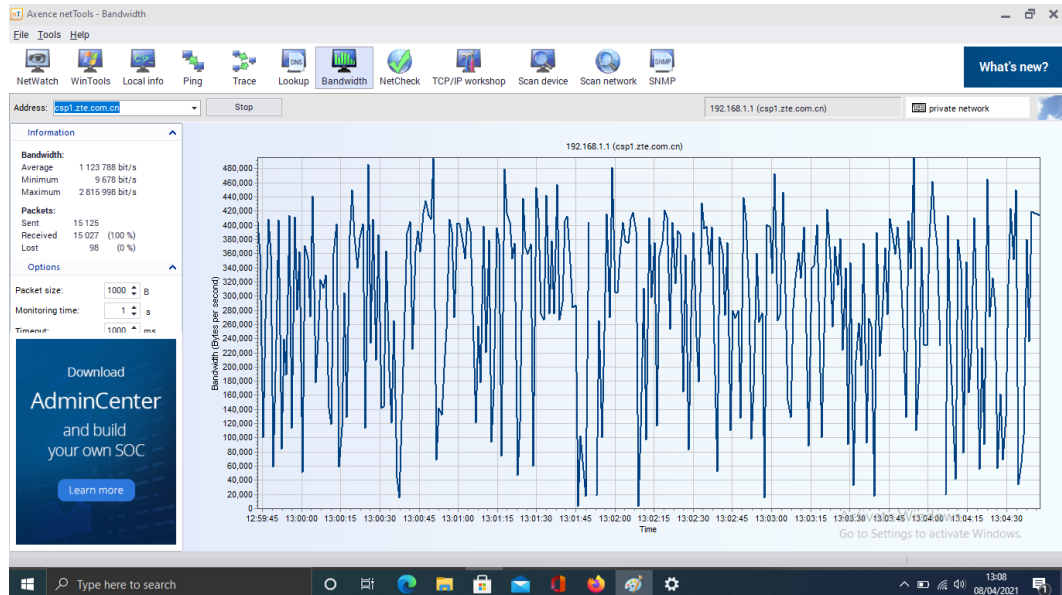 nT Axence netTools - Bandwidth
File Tools Help
NetWatch WinTools Local info Ping Trace Lookup Bandwidth NetCheck TCP/IP workshop Scan device Scan network SNMP
DNS
SNMP
What's new?
Address: csp1.zte.com.cn Stop 192.168.1.1 (csp1.zte.com.cn) private network
Information
Bandwidth:
Average 1 123 788 bit/s
Minimum 9 678 bit/s
Maximum 2 815 998 bit/s
Packets:
Sent 15 125
Received 15 027 (100 %)
Lost 98 (0 %)
Options
Packet size: 1000 B
Monitoring time: 1 s
Timeout: 1000 ms
Download
AdminCenter
and build
your own SOC
Learn more
192.168.1.1 (csp1.zte.com.cn)
Bandwidth (Bytes per second)
480,000
460,000
440,000
420,000
400,000
380,000
360,000
340,000
320,000
300,000
280,000
260,000
240,000
220,000
200,000
180,000
160,000
140,000
120,000
100,000
80,000
60,000
40,000
20,000
0
12:59:45 13:00:00 13:00:15 13:00:30 13:00:45 13:01:00 13:01:15 13:01:30 13:01:45 13:02:00 13:02:15 13:02:30 13:02:45 13:03:00 13:03:15 13:03:30 13:03:45 13:04:00 13:04:15 13:04:30
Time
Activate Windows
Go to Settings to activate Windows.
Type here to search
13:08
08/04/2021
1